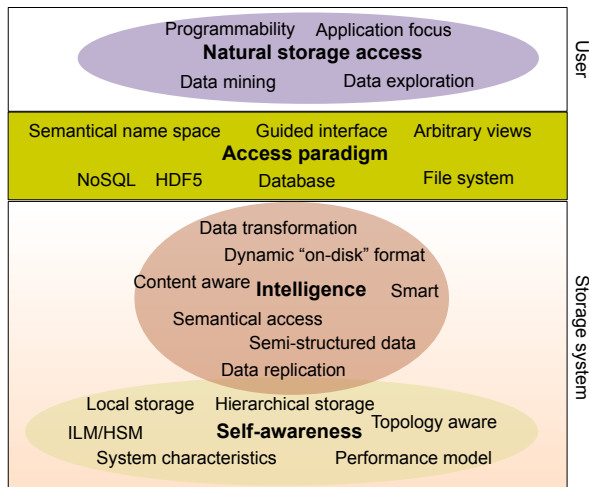 Programmability Application focus
Natural storage access
Data mining Data exploration
User
Semantical name space Guided interface Arbitrary views
Access paradigm
NoSQL HDF5 Database File system
Data transformation
Dynamic “on-disk” format
Content aware Intelligence Smart
Semantical access
Semi-structured data
Data replication
Storage system
Local storage Hierarchical storage
ILM/HSM Self-awareness Topology aware
System characteristics Performance model